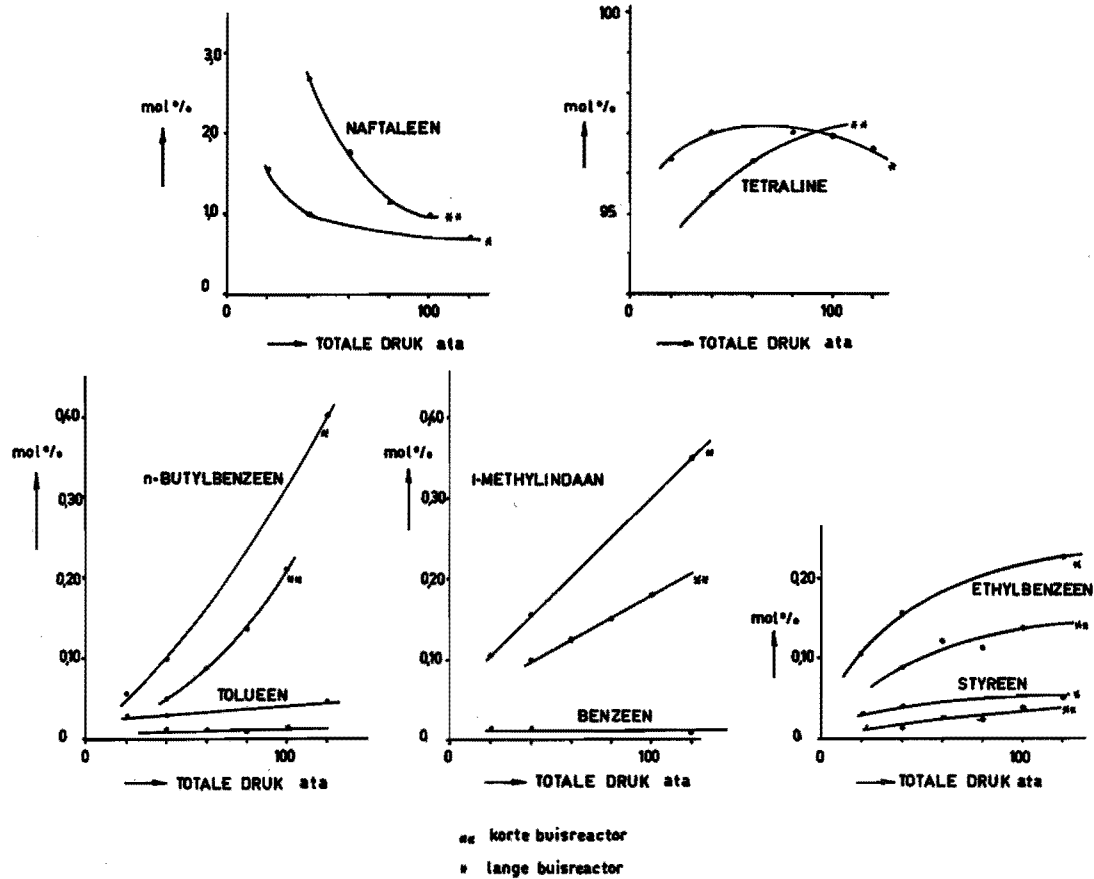 3,0
mol %
2,0
1,0
0
NAFTALEEN
**
*
0
100
TOTALE DRUK ata
100
mol %
95
TETRALINE
**
*
0
100
TOTALE DRUK ata
0,40
mol %
0,30
0,20
0,10
0
n-BUTYLBENZEEN
*
**
TOLUEEN
0
100
TOTALE DRUK ata
0,40
mol %
0,30
0,20
0,10
0
1-METHYLINDAAN
*
**
BENZEEN
0
100
TOTALE DRUK ata
0,20
mol %
0,10
0
*
ETHYLBENZEEN
**
STYREEN
*
**
0
100
TOTALE DRUK ata
** korte buisreactor
* lange buisreactor